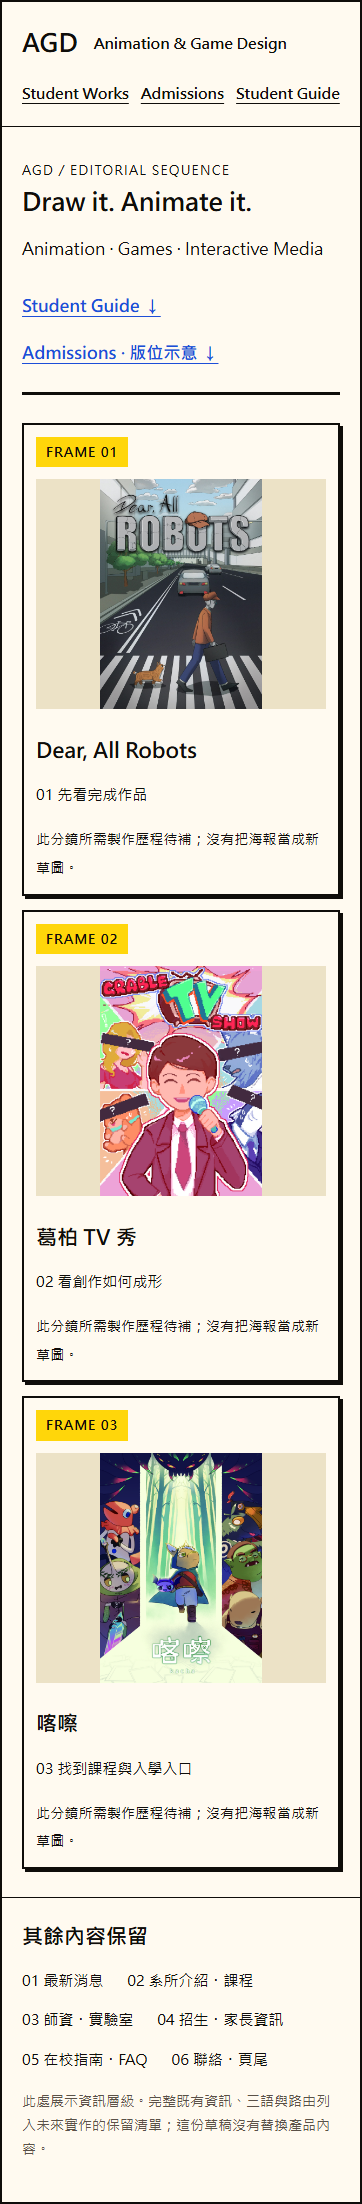 AGD Animation & Game Design
Student Works Admissions Student Guide
AGD / EDITORIAL SEQUENCE
Draw it. Animate it.
Animation · Games · Interactive Media
Student Guide ↓
Admissions · 版位示意 ↓
FRAME 01
Dear, All
ROBOTS
Dear, All Robots
01 先看完成作品
此分鏡所需製作歷程待補；沒有把海報當成新
草圖。
FRAME 02
GRABLE
TV
SHOW
?
?
?
葛柏 TV 秀
02 看創作如何成形
此分鏡所需製作歷程待補；沒有把海報當成新
草圖。
FRAME 03
喀嚓
喀嚓
03 找到課程與入學入口
此分鏡所需製作歷程待補；沒有把海報當成新
草圖。
其餘內容保留
01 最新消息 02 系所介紹・課程
03 師資・實驗室 04 招生・家長資訊
05 在校指南・FAQ 06 聯絡・頁尾
此處展示資訊層級。完整既有資訊、三語與路由列
入未來實作的保留清單；這份草稿沒有替換產品內
容。